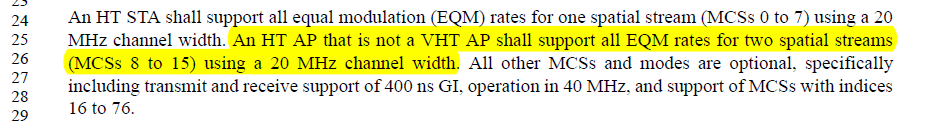 24 An HT STA shall support all equal modulation (EQM) rates for one spatial stream (MCSs 0 to 7) using a 20
25 MHz channel width. An HT AP that is not a VHT AP shall support all EQM rates for two spatial streams
26 (MCSs 8 to 15) using a 20 MHz channel width. All other MCSs and modes are optional, specifically
27 including transmit and receive support of 400 ns GI, operation in 40 MHz, and support of MCSs with indices
28 16 to 76.
29